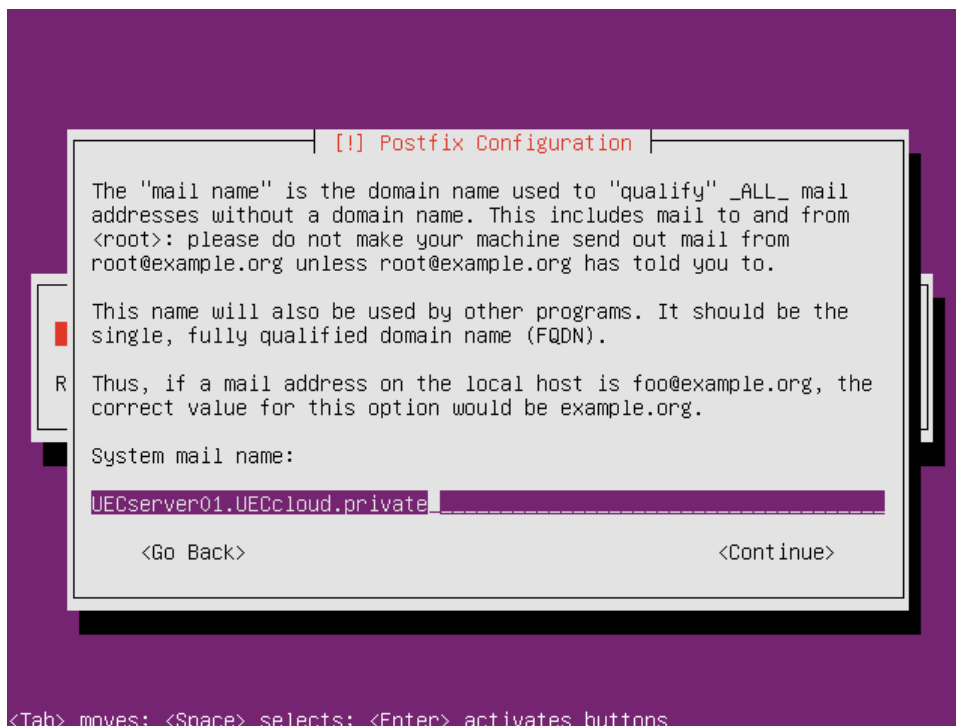 [!] Postfix Configuration
The "mail name" is the domain name used to "qualify" _ALL_ mail
addresses without a domain name. This includes mail to and from
<root>: please do not make your machine send out mail from
root@example.org unless root@example.org has told you to.
This name will also be used by other programs. It should be the
single, fully qualified domain name (FQDN).
R
Thus, if a mail address on the local host is foo@example.org, the
correct value for this option would be example.org.
System mail name:
UECserver01.UECcloud.private
<Go Back> <Continue>
<Tab> moves; <Space> selects; <Enter> activates buttons